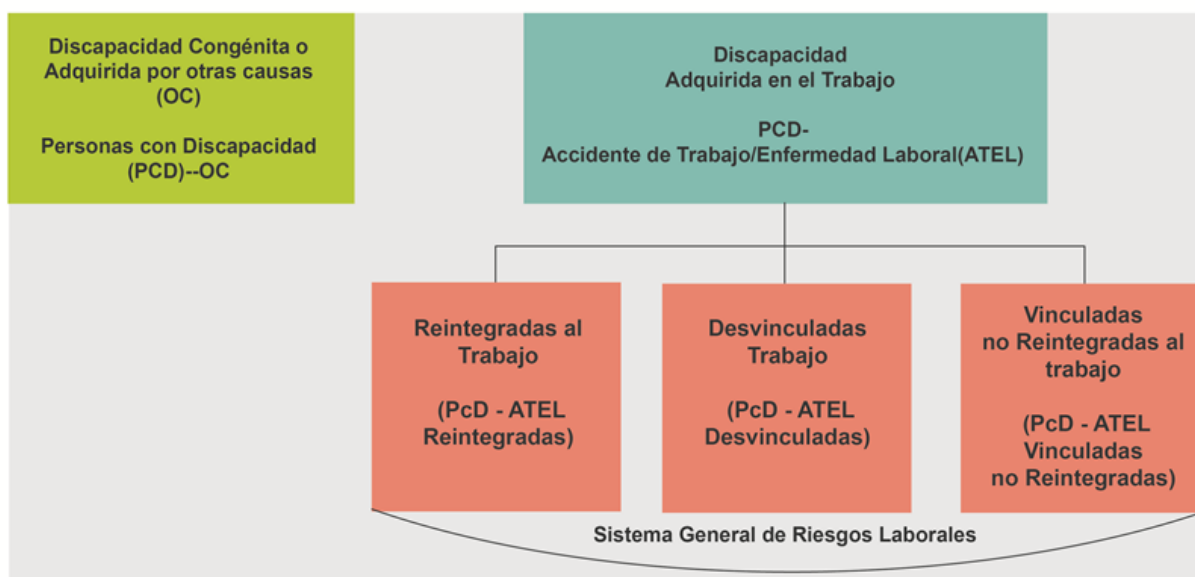 Discapacidad Congénita o
Adquirida por otras causas
(OC)
Personas con Discapacidad
(PCD)--OC
Discapacidad
Adquirida en el Trabajo
PCD-
Accidente de Trabajo/Enfermedad Laboral(ATEL)
Reintegradas al
Trabajo
(PcD - ATEL
Reintegradas)
Desvinculadas
Trabajo
(PcD - ATEL
Desvinculadas)
Vinculadas
no Reintegradas al
trabajo
(PcD - ATEL
Vinculadas
no Reintegradas)
Sistema General de Riesgos Laborales